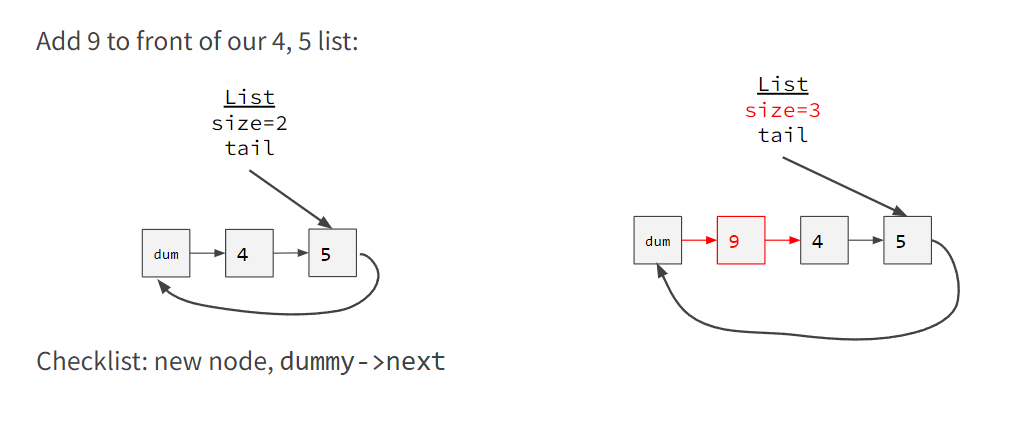 Add 9 to front of our 4, 5 list:
List
size=2
tail
dum
4
5
List
size=3
tail
dum
9
4
5
Checklist: new node, dummy->next